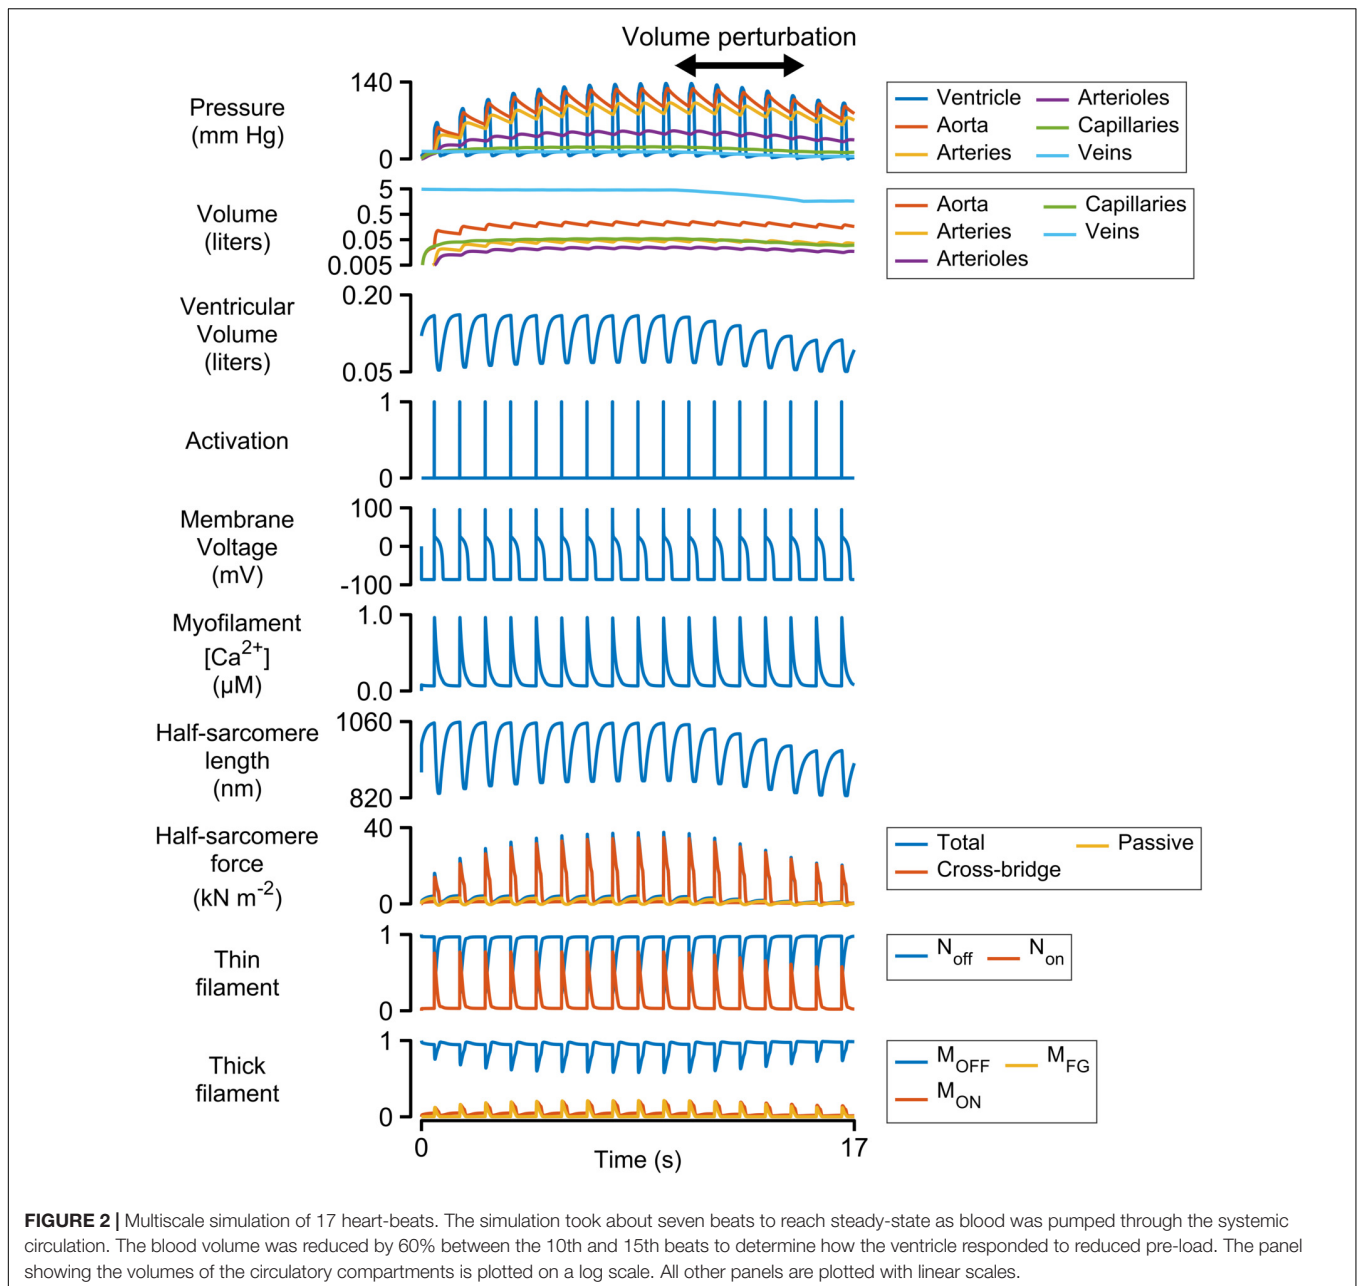 Volume perturbation
Pressure
(mm Hg)
140
0
Ventricle
Arterioles
Aorta
Capillaries
Arteries
Veins
Volume
(liters)
5
0.5
0.05
0.005
Aorta
Capillaries
Arteries
Veins
Arterioles
Ventricular
Volume
(liters)
0.20
0.05
Activation
1
0
Membrane
Voltage
(mV)
100
0
-100
Myofilament
[Ca2+]
(µM)
1.0
0.0
Half-sarcomere
length
(nm)
1060
820
Half-sarcomere
force
(kN m-2)
40
0
Total
Passive
Cross-bridge
Thin
filament
1
0
Noff
Non
Thick
filament
1
0
MOFF
MFG
MON
0
17
Time (s)
FIGURE 2 | Multiscale simulation of 17 heart-beats. The simulation took about seven beats to reach steady-state as blood was pumped through the systemic
circulation. The blood volume was reduced by 60% between the 10th and 15th beats to determine how the ventricle responded to reduced pre-load. The panel
showing the volumes of the circulatory compartments is plotted on a log scale. All other panels are plotted with linear scales.